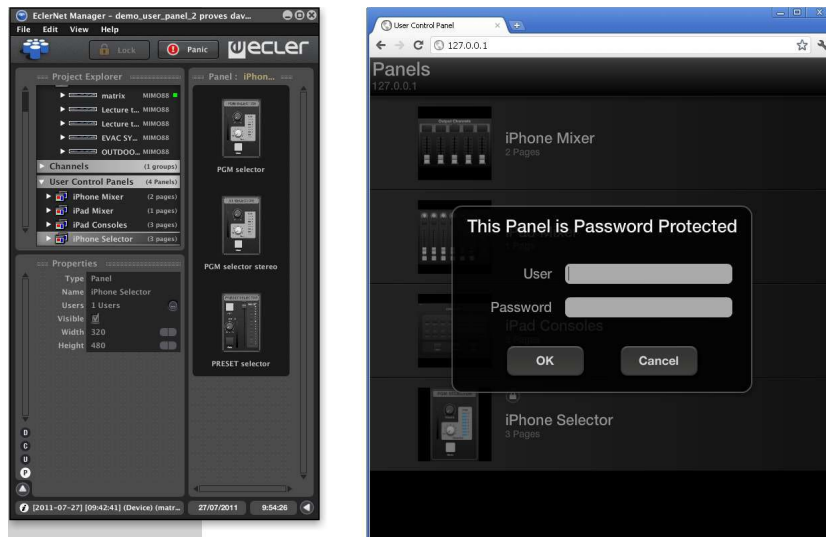 EclerNet Manager - demo_user_panel_2 proves dav...
File Edit View Help
Lock
Panic
ecler
Project Explorer
matrix MIMO88
Lecture t... MIMO88
Lecture t... MIMO88
EVAC SY... MIMO88
OUTDOO... MIMO88
Channels (1 groups)
User Control Panels (4 Panels)
iPhone Mixer (2 pages)
iPad Mixer (1 pages)
iPad Consoles (3 pages)
iPhone Selector (3 pages)
Properties
Type Panel
Name iPhone Selector
Users 1 Users
Visible
Width 320
Height 480
D
C
U
P
Panel : iPhon...
PGM selector
PGM selector stereo
PRESET selector
[2011-07-27] [09:42:41] (Device) (matr...
27/07/2011
9:54:26
User Control Panel
127.0.0.1
Panels
127.0.0.1
iPhone Mixer
2 Pages
This Panel is Password Protected
User
Password
iPad Consoles
OK
Cancel
iPhone Selector
3 Pages